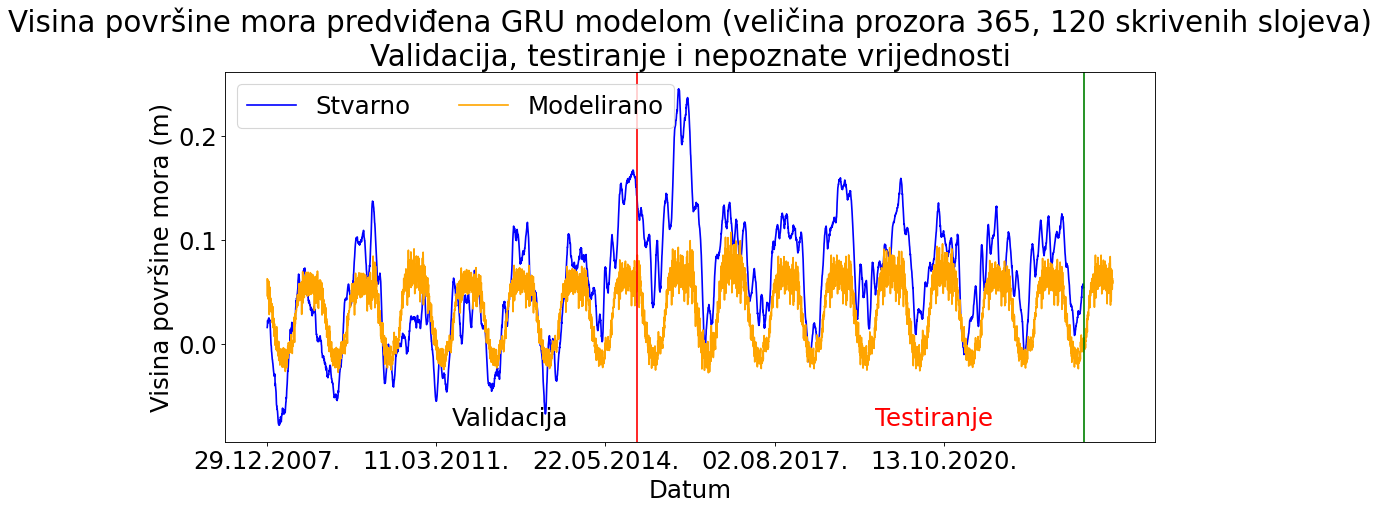 Visina površine mora predviđena GRU modelom (veličina prozora 365, 120 skrivenih slojeva)
Validacija, testiranje i nepoznate vrijednosti
Stvarno
Modelirano
Visina površine mora (m)
0.2
0.1
0.0
Validacija
Testiranje
29.12.2007.
11.03.2011.
22.05.2014.
02.08.2017.
13.10.2020.
Datum